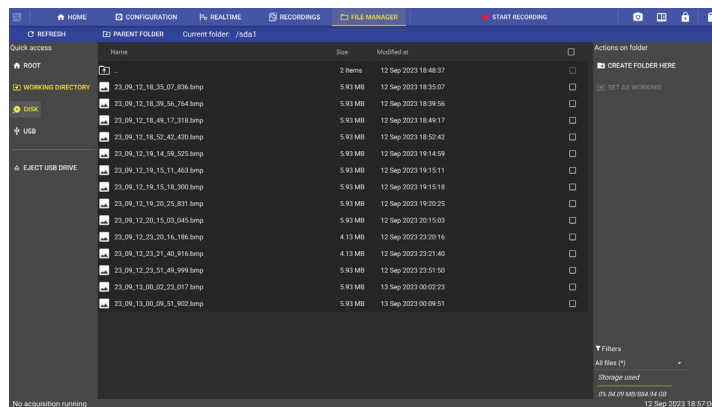 HOME CONFIGURATION REALTIME RECORDINGS FILE MANAGER START RECORDING
REFRESH PARENT FOLDER Current folder: /sda1
Quick access
ROOT
WORKING DIRECTORY
DISK
USB
EJECT USB DRIVE
Name Size Modified at
.. 2 Items 12 Sep 2023 18:48:37
23_09_12_18_35_07_836.bmp 5.93 MB 12 Sep 2023 18:35:07
23_09_12_18_39_56_764.bmp 5.93 MB 12 Sep 2023 18:39:56
23_09_12_18_49_17_318.bmp 5.93 MB 12 Sep 2023 18:49:17
23_09_12_18_52_42_420.bmp 5.93 MB 12 Sep 2023 18:52:42
23_09_12_19_14_59_525.bmp 5.93 MB 12 Sep 2023 19:14:59
23_09_12_19_15_11_463.bmp 5.93 MB 12 Sep 2023 19:15:11
23_09_12_19_15_18_300.bmp 5.93 MB 12 Sep 2023 19:15:18
23_09_12_19_20_25_831.bmp 5.93 MB 12 Sep 2023 19:20:25
23_09_12_20_15_03_045.bmp 5.93 MB 12 Sep 2023 20:15:03
23_09_12_23_20_16_186.bmp 4.13 MB 12 Sep 2023 23:20:16
23_09_12_23_21_40_916.bmp 4.13 MB 12 Sep 2023 23:21:40
23_09_12_23_51_49_999.bmp 5.93 MB 12 Sep 2023 23:51:50
23_09_13_00_02_23_017.bmp 5.93 MB 13 Sep 2023 00:02:23
23_09_13_00_09_51_902.bmp 5.93 MB 13 Sep 2023 00:09:51
Actions on folder
CREATE FOLDER HERE
SET AS WORKING
Filters
All files (*)
Storage used
0% 84.09 MB/884.94 GB
No acquisition running 12 Sep 2023 18:57:0